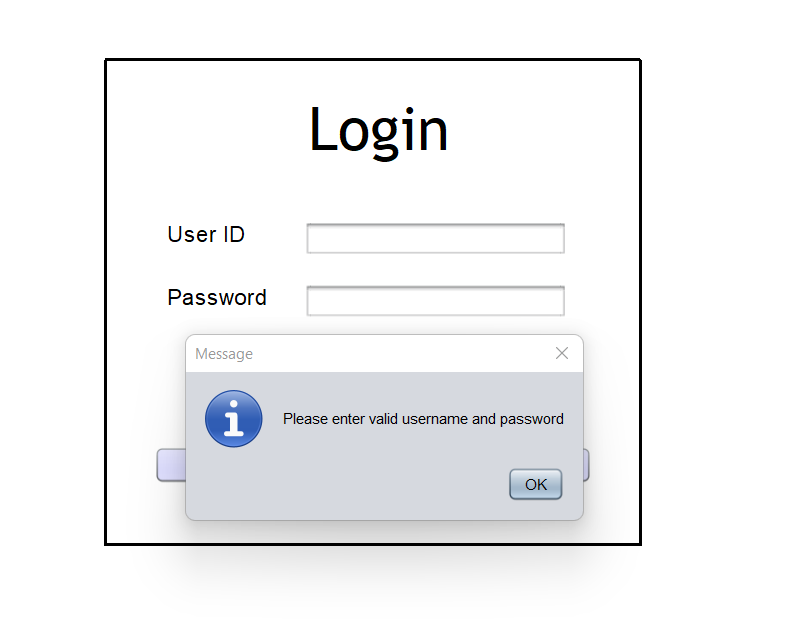 Login
User ID
Password
Message
Please enter valid username and password
OK